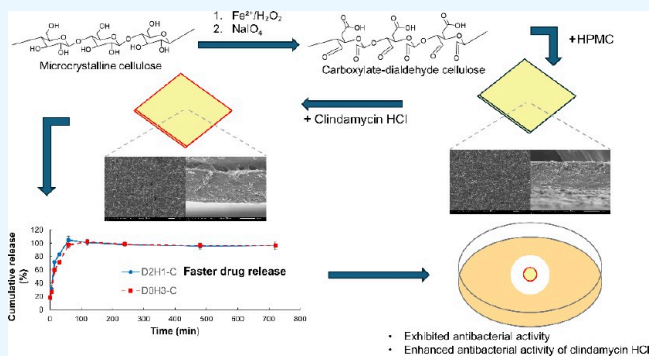 1. Fe²⁺/H₂O₂
2. NaIO₄
Microcrystalline cellulose
Carboxylate-dialdehyde cellulose
+HPMC
+ Clindamycin HCl
Cumulative release
(%)
120
100
80
60
40
20
0
D2H1-C
D3H3-C
Faster drug release
0 100 200 300 400 500 600 700 800
Time (min)
• Exhibited antibacterial activity
• Enhanced antibacterial activity of clindamycin HCl